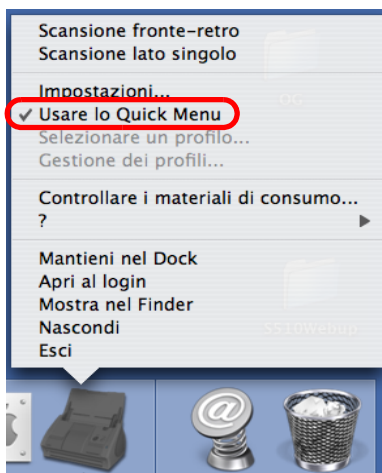 Scansione fronte-retro
Scansione lato singolo
Impostazioni...
✓ Usare lo Quick Menu
Selezionare un profilo...
Gestione dei profili...
Controllare i materiali di consumo...
?
Mantieni nel Dock
Apri al login
Mostra nel Finder
Nascondi
S510Webup
Esci
@